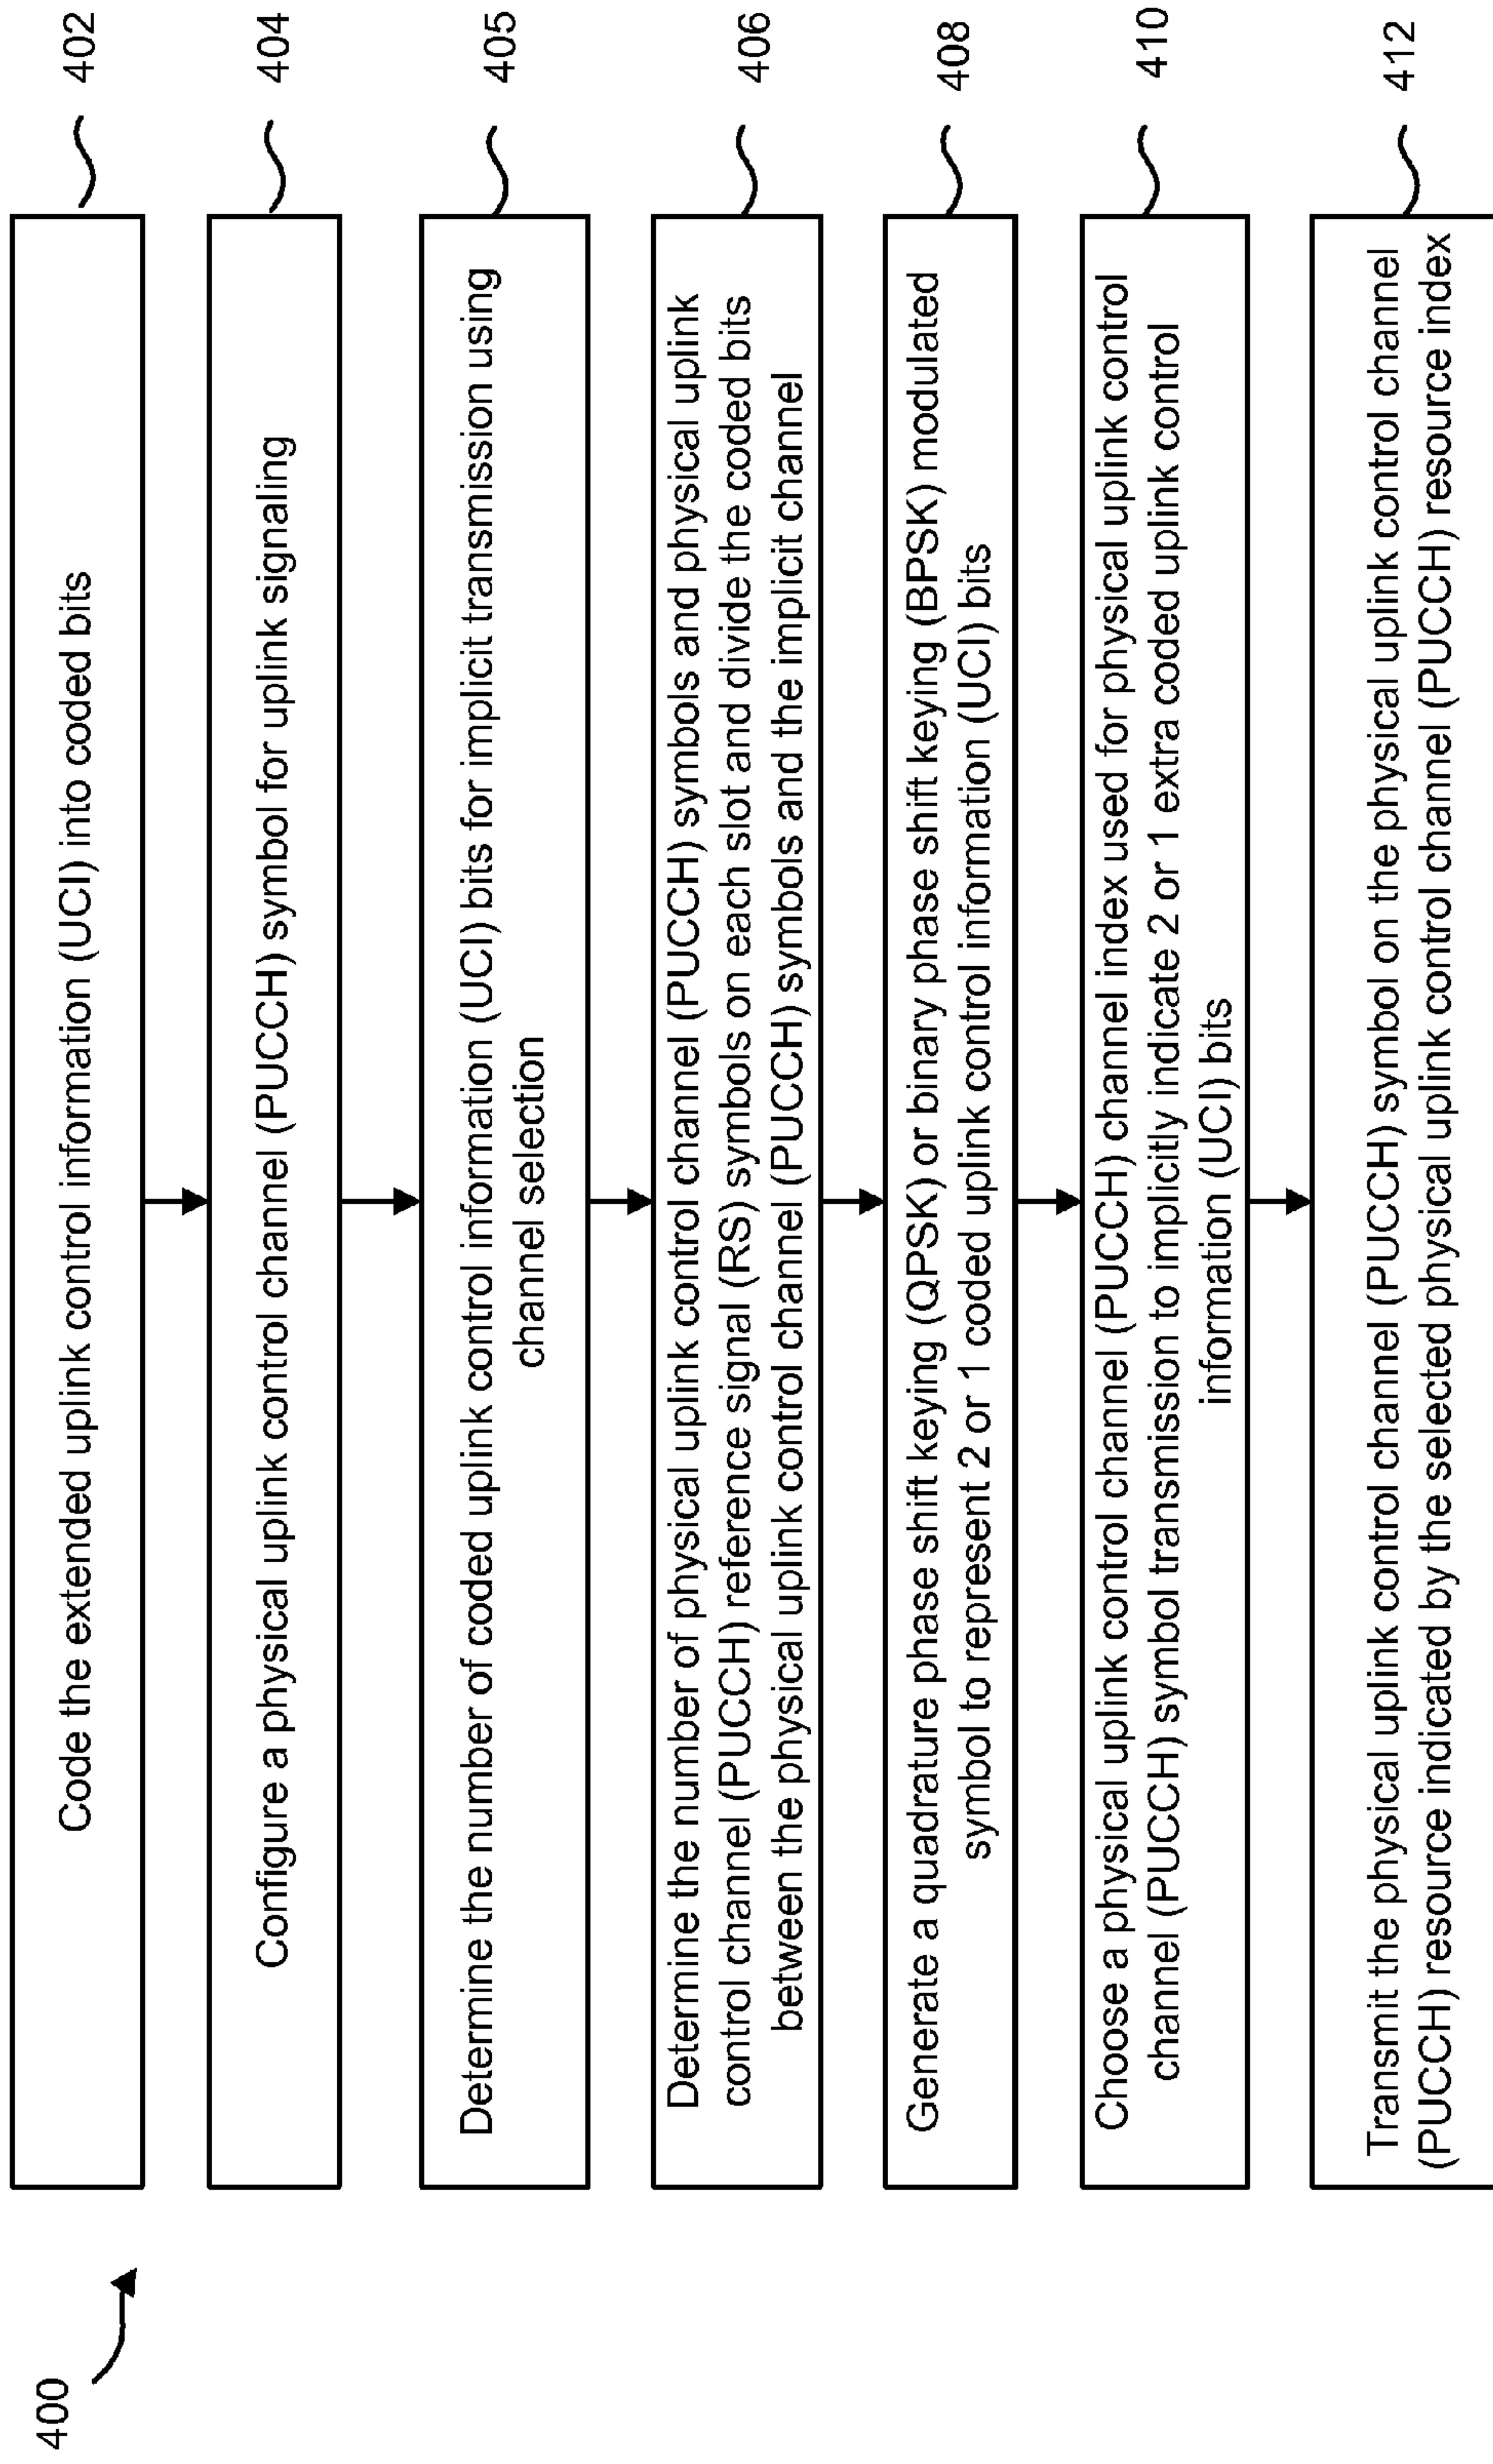 400
Code the extended uplink control information (UCI) into coded bits
402
Configure a physical uplink control channel (PUCCH) symbol for uplink signaling
404
Determine the number of coded uplink control information (UCI) bits for implicit transmission using
channel selection
405
Determine the number of physical uplink control channel (PUCCH) symbols and physical uplink
control channel (PUCCH) reference signal (RS) symbols on each slot and divide the coded bits
between the physical uplink control channel (PUCCH) symbols and the implicit channel
406
Generate a quadrature phase shift keying (QPSK) or binary phase shift keying (BPSK) modulated
symbol to represent 2 or 1 coded uplink control information (UCI) bits
408
Choose a physical uplink control channel (PUCCH) channel index used for physical uplink control
channel (PUCCH) symbol transmission to implicitly indicate 2 or 1 extra coded uplink control
information (UCI) bits
410
Transmit the physical uplink control channel (PUCCH) symbol on the physical uplink control channel
(PUCCH) resource indicated by the selected physical uplink control channel (PUCCH) resource index
412